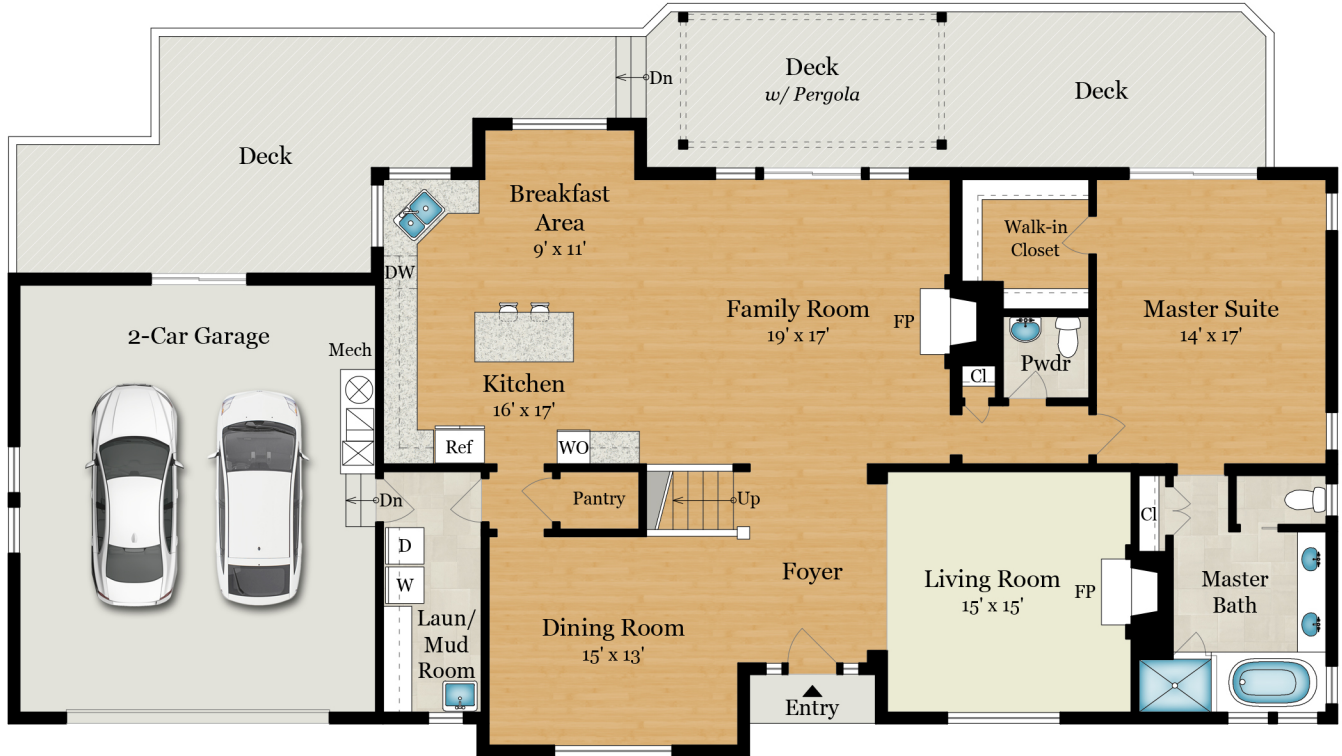 Deck
w/ Pergola
Dn
Deck
Deck
Breakfast
Area
9' x 11'
Walk-in
Closet
DW
Family Room
19' x 17'
FP
Master Suite
14' x 17'
2-Car Garage
Mech
Pwdr
Cl
Kitchen
16' x 17'
Ref
WO
Pantry
Dn
Up
Cl
D
W
Foyer
Living Room
15' x 15'
FP
Master
Bath
Laun/
Mud
Room
Dining Room
15' x 13'
Entry